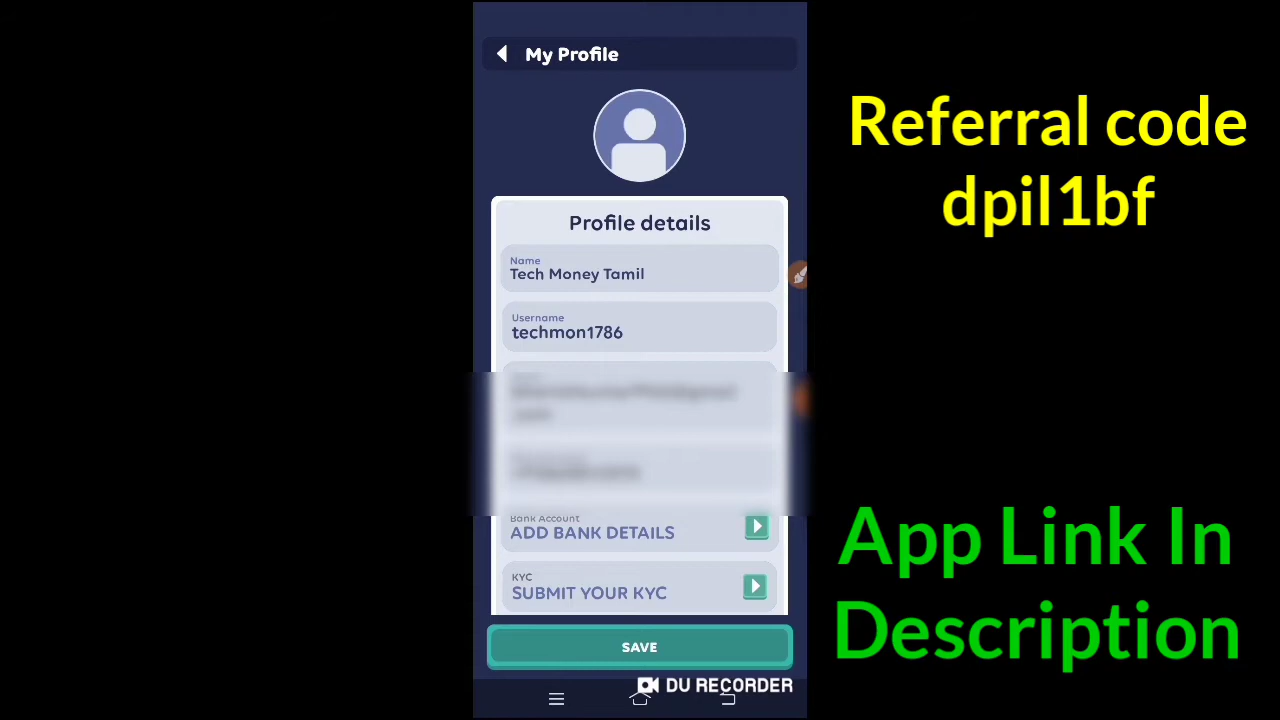 My Profile
Profile details
Name
Tech Money Tamil
Username
techmon1786
Bank Account
ADD BANK DETAILS
KYC
SUBMIT YOUR KYC
SAVE
DU RECORDER
Referral code
dpil1bf
App Link In
Description